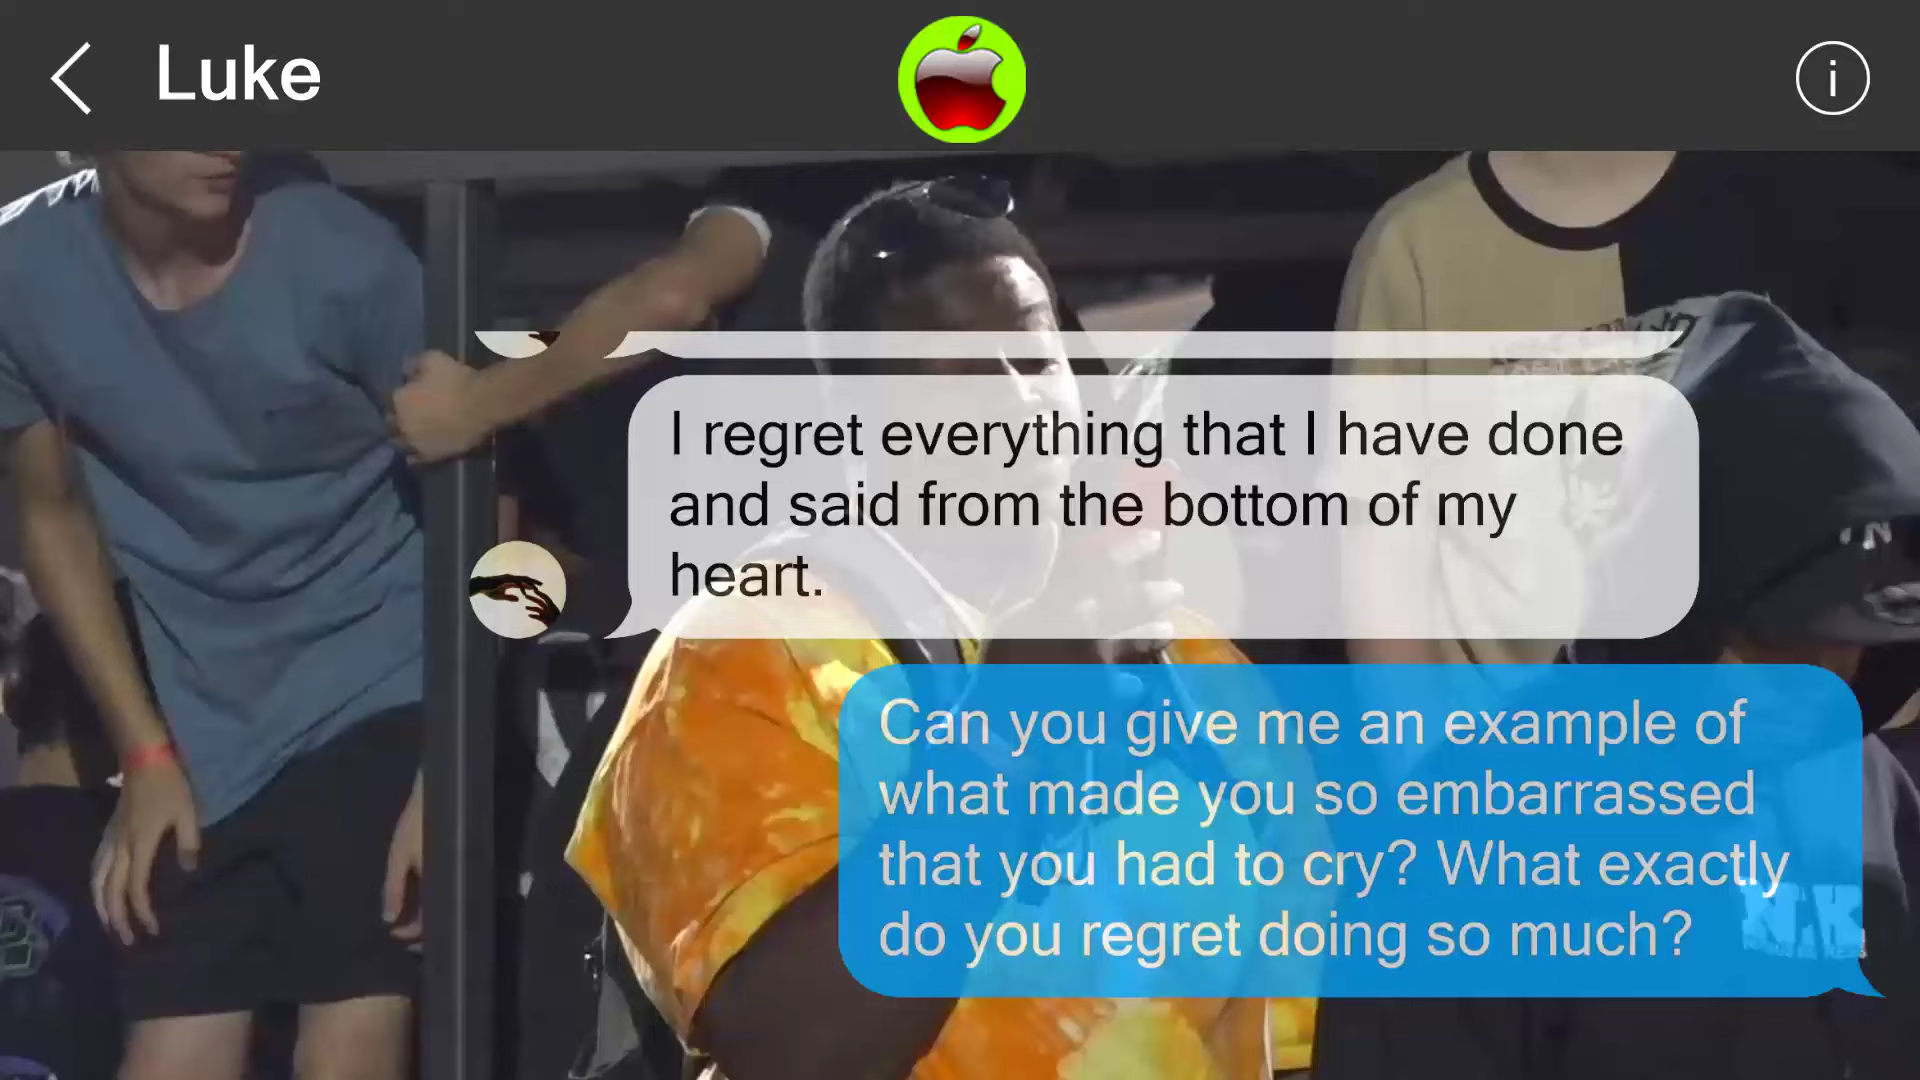 Luke
I regret everything that I have done
and said from the bottom of my
heart.
Can you give me an example of
what made you so embarrassed
that you had to cry? What exactly
do you regret doing so much?